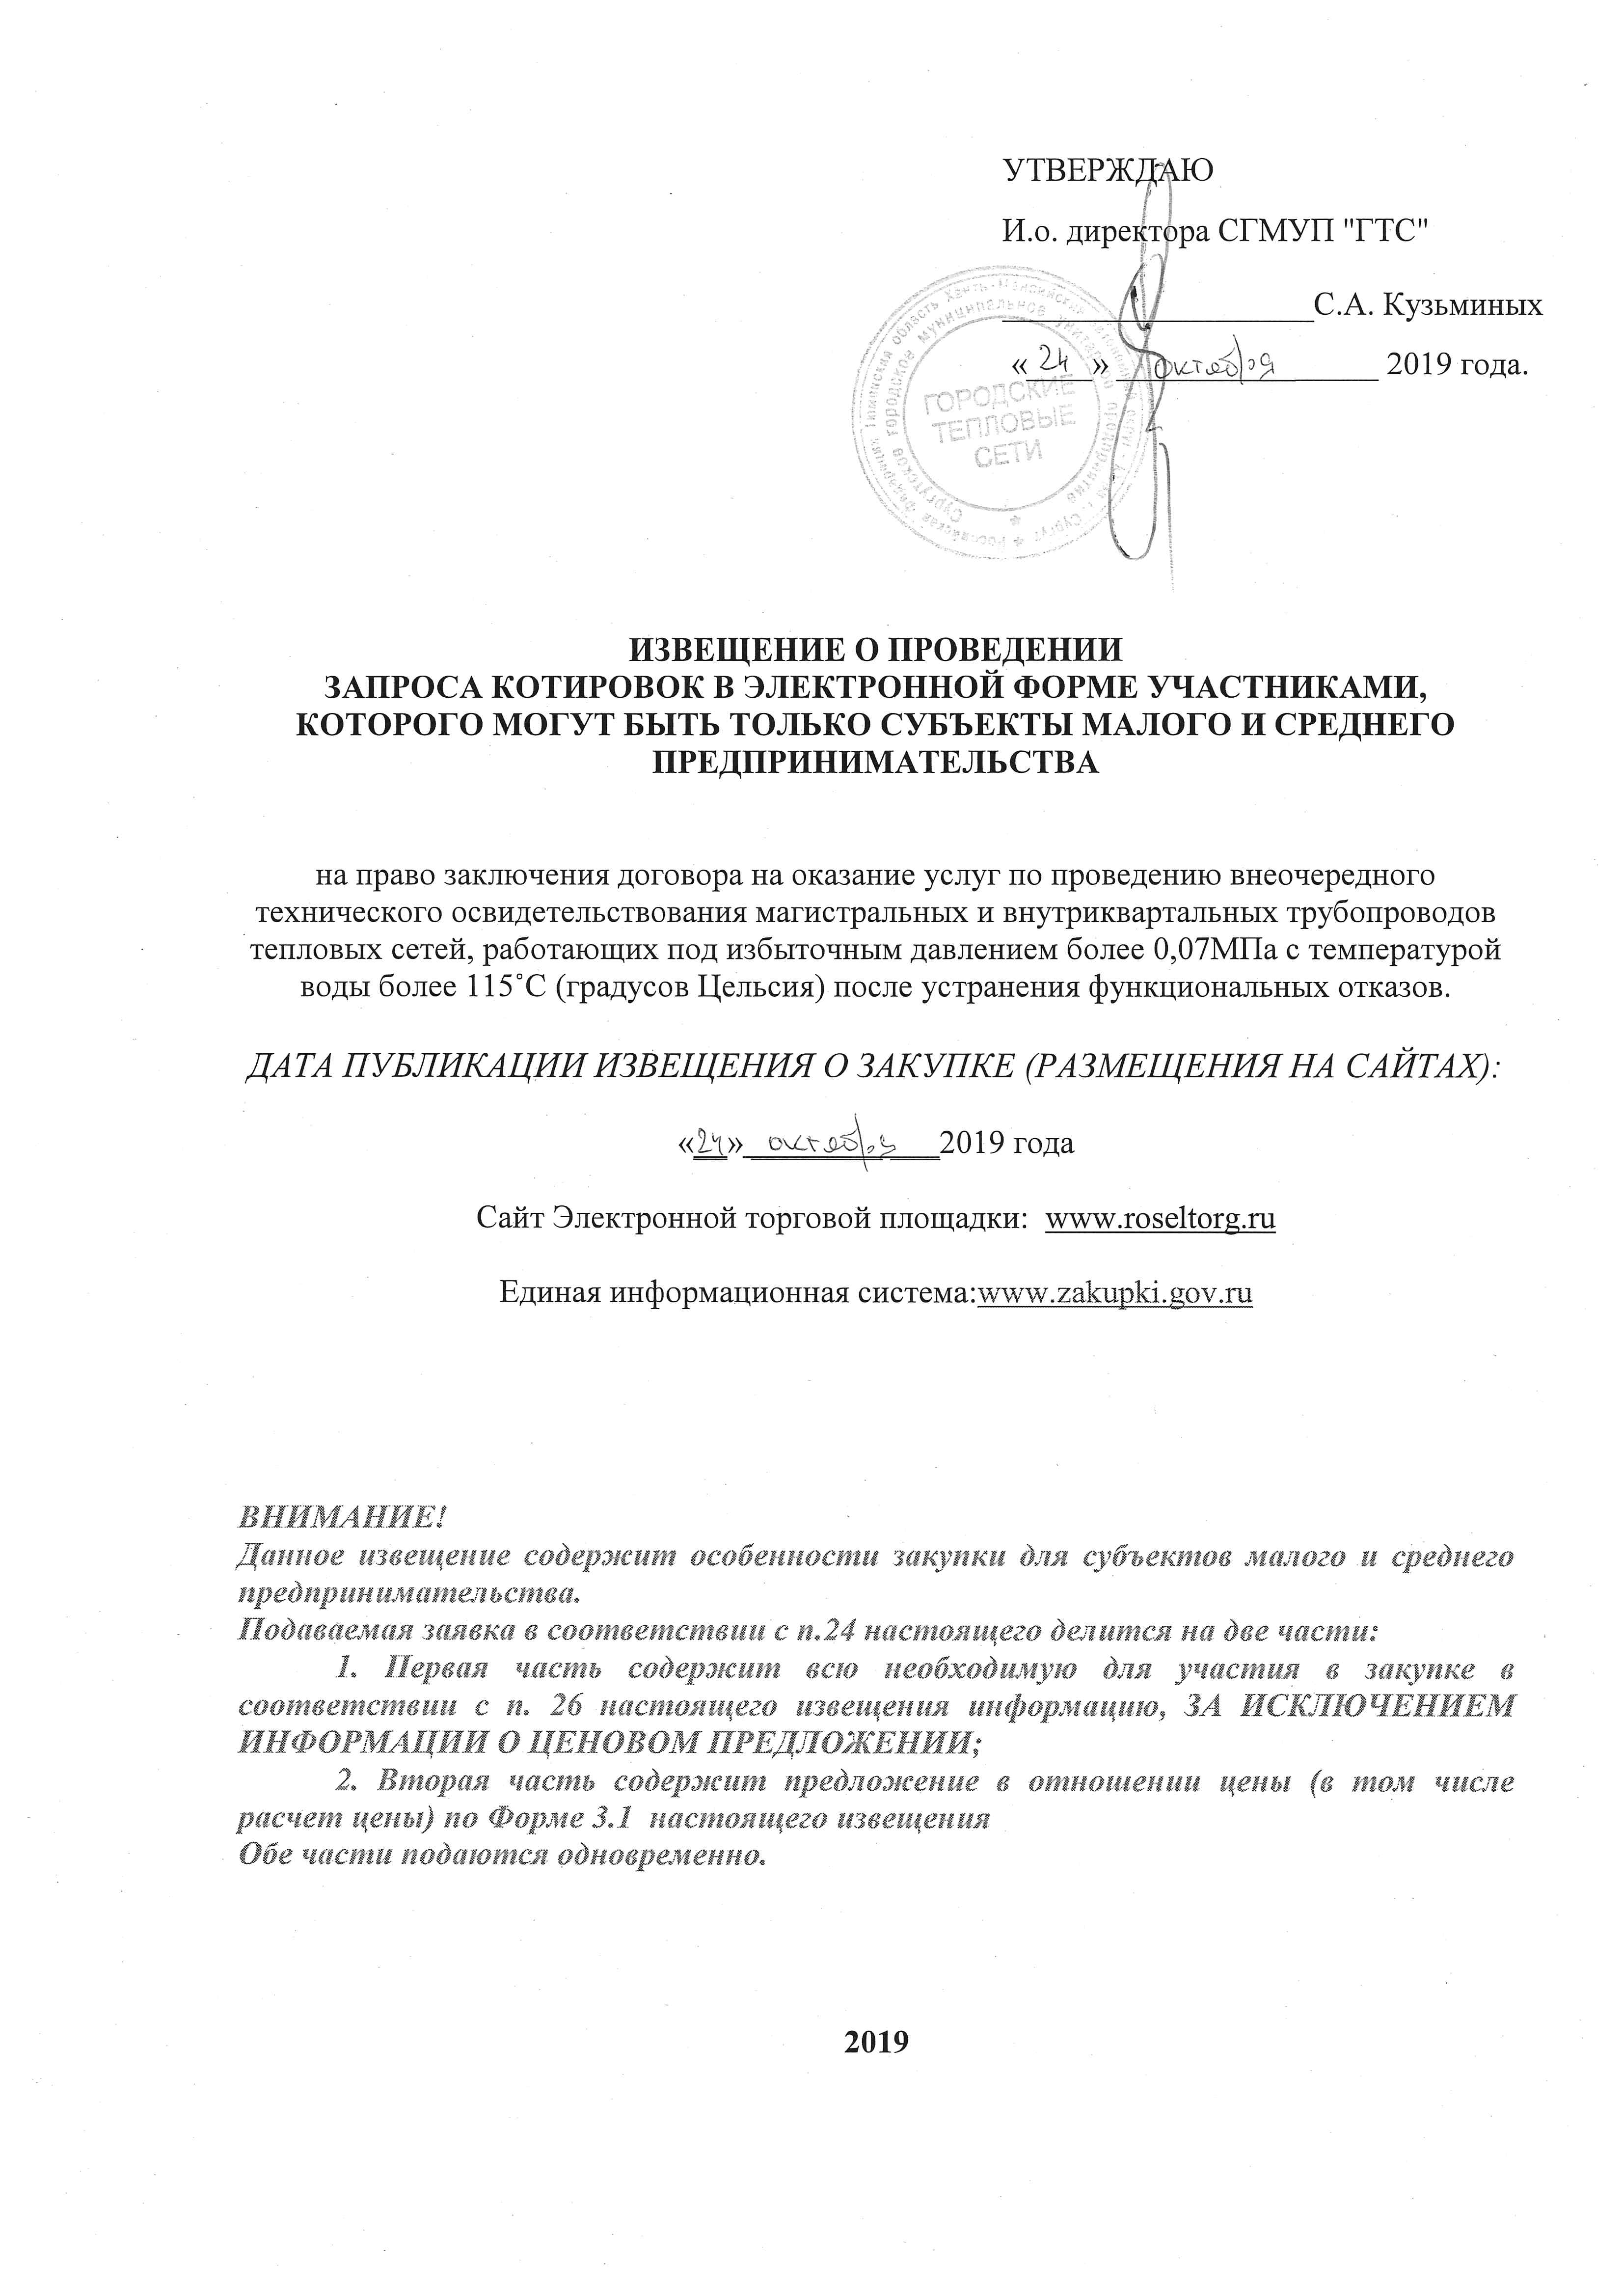 УТВЕРЖДАЮ
И.о. директора СГМУП "ГТС"
С.А. Кузьминых
«24» октября 2019 года.
ГОРОДСКИЕ
ТЕПЛОВЫЕ
СЕТИ
ИЗВЕЩЕНИЕ О ПРОВЕДЕНИИ
ЗАПРОСА КОТИРОВОК В ЭЛЕКТРОННОЙ ФОРМЕ УЧАСТНИКАМИ,
КОТОРОГО МОГУТ БЫТЬ ТОЛЬКО СУБЪЕКТЫ МАЛОГО И СРЕДНЕГО
ПРЕДПРИНИМАТЕЛЬСТВА
на право заключения договора на оказание услуг по проведению внеочередного
технического освидетельствования магистральных и внутриквартальных трубопроводов
тепловых сетей, работающих под избыточным давлением более 0,07МПа с температурой
воды более 115˚С (градусов Цельсия) после устранения функциональных отказов.
ДАТА ПУБЛИКАЦИИ ИЗВЕЩЕНИЯ О ЗАКУПКЕ (РАЗМЕЩЕНИЯ НА САЙТАХ):
«24» октября 2019 года
Сайт Электронной торговой площадки: www.roseltorg.ru
Единая информационная система:www.zakupki.gov.ru
ВНИМАНИЕ!
Данное извещение содержит особенности закупки для субъектов малого и среднего
предпринимательства.
Подаваемая заявка в соответствии с п.24 настоящего делится на две части:
1. Первая часть содержит всю необходимую для участия в закупке в
соответствии с п. 26 настоящего извещения информацию, ЗА ИСКЛЮЧЕНИЕМ
ИНФОРМАЦИИ О ЦЕНОВОМ ПРЕДЛОЖЕНИИ;
2. Вторая часть содержит предложение в отношении цены (в том числе
расчет цены) по Форме 3.1 настоящего извещения
Обе части подаются одновременно.
2019